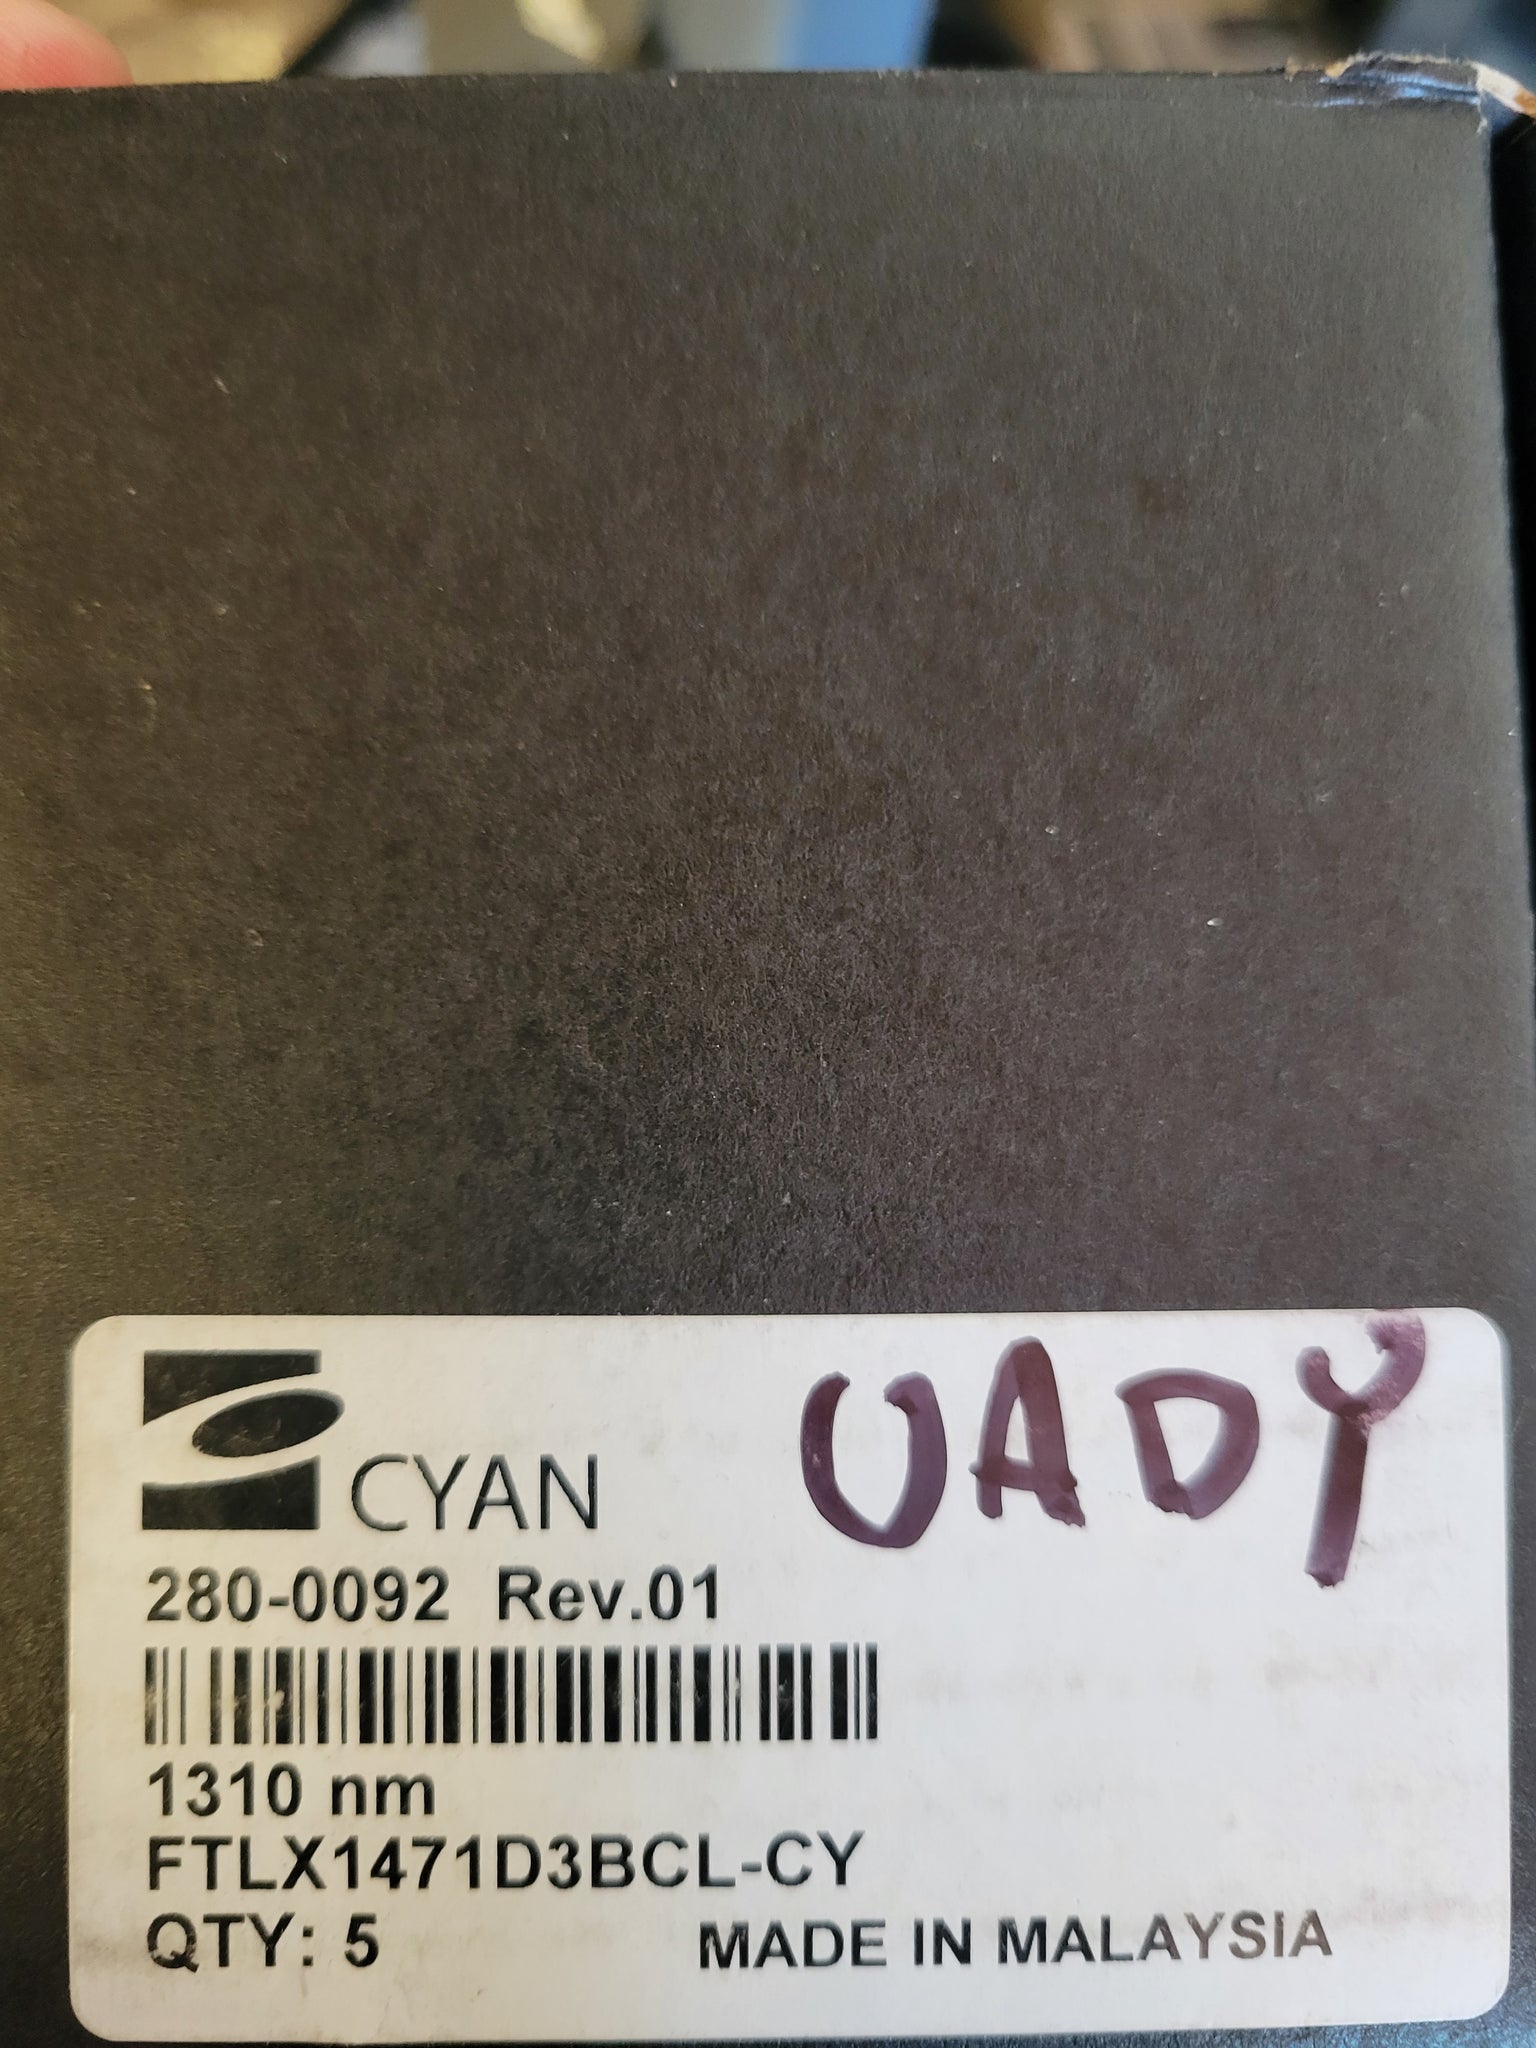 UADY
CYAN
280-0092 Rev.01
1310 nm
FTLX1471D3BCL-CY
QTY: 5 MADE IN MALAYSIA